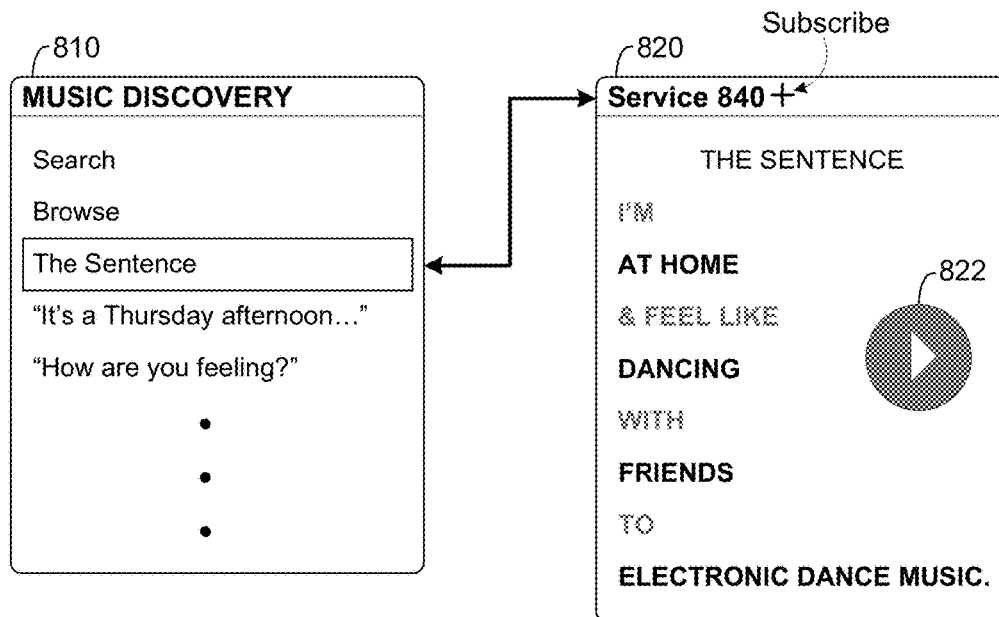 Subscribe
810
820
MUSIC DISCOVERY
Service 840 +
Search
Browse
The Sentence
“It’s a Thursday afternoon…”
“How are you feeling?”
THE SENTENCE
I’M
AT HOME
& FEEL LIKE
DANCING
WITH
FRIENDS
TO
ELECTRONIC DANCE MUSIC.
822